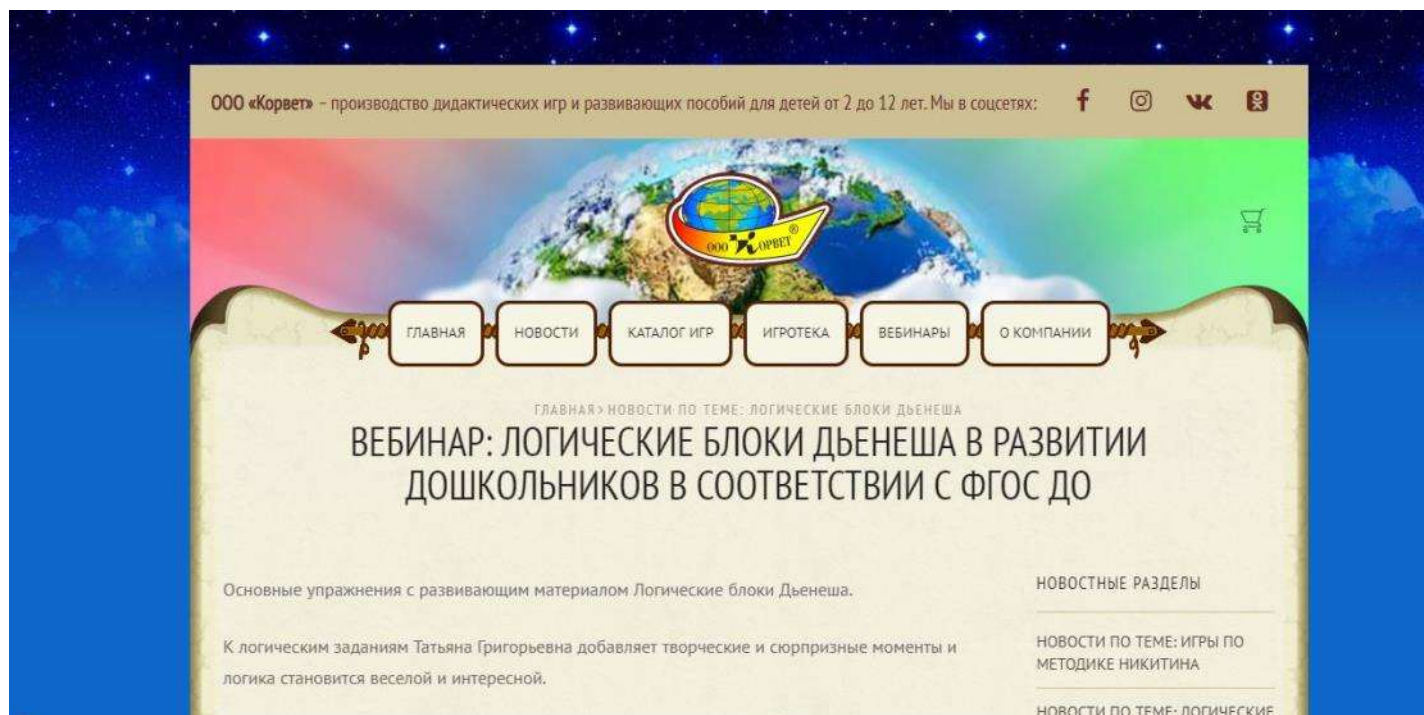 ООО «Корвет» – производство дидактических игр и развивающих пособий для детей от 2 до 12 лет. Мы в соцсетях:
ООО КОРВЕТ ®
ГЛАВНАЯ НОВОСТИ КАТАЛОГ ИГР ИГРОТЕКА ВЕБИНАРЫ О КОМПАНИИ
ГЛАВНАЯ > НОВОСТИ ПО ТЕМЕ: ЛОГИЧЕСКИЕ БЛОКИ ДЬЕНЕША
ВЕБИНАР: ЛОГИЧЕСКИЕ БЛОКИ ДЬЕНЕША В РАЗВИТИИ
ДОШКОЛЬНИКОВ В СООТВЕТСТВИИ С ФГОС ДО
Основные упражнения с развивающим материалом Логические блоки Дьенеша.
К логическим заданиям Татьяна Григорьевна добавляет творческие и сюрпризные моменты и
логика становится веселой и интересной.
НОВОСТНЫЕ РАЗДЕЛЫ
НОВОСТИ ПО ТЕМЕ: ИГРЫ ПО
МЕТОДИКЕ НИКИТИНА
НОВОСТИ ПО ТЕМЕ: ЛОГИЧЕСКИЕ